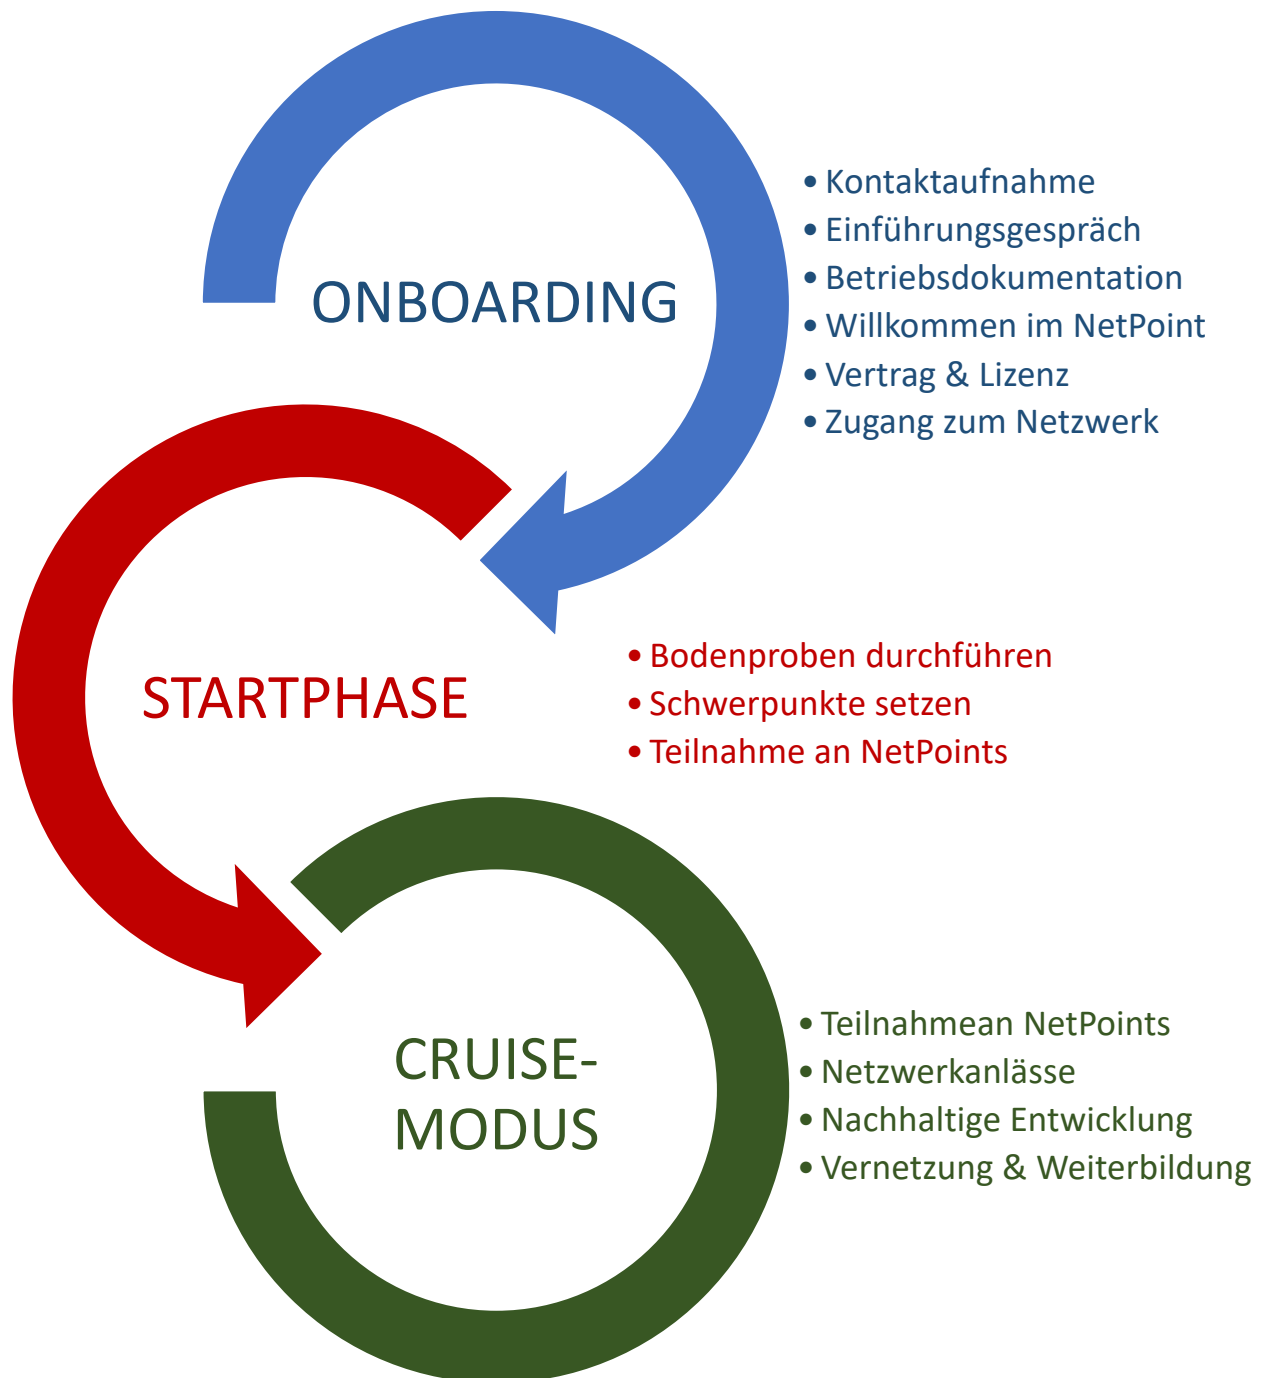 ONBOARDING
• Kontaktaufnahme
• Einführungsgespräch
• Betriebsdokumentation
• Willkommen im NetPoint
• Vertrag & Lizenz
• Zugang zum Netzwerk
STARTPHASE
• Bodenproben durchführen
• Schwerpunkte setzen
• Teilnahme an NetPoints
CRUISE-
MODUS
• Teilnahmean NetPoints
• Netzwerkanlässe
• Nachhaltige Entwicklung
• Vernetzung & Weiterbildung